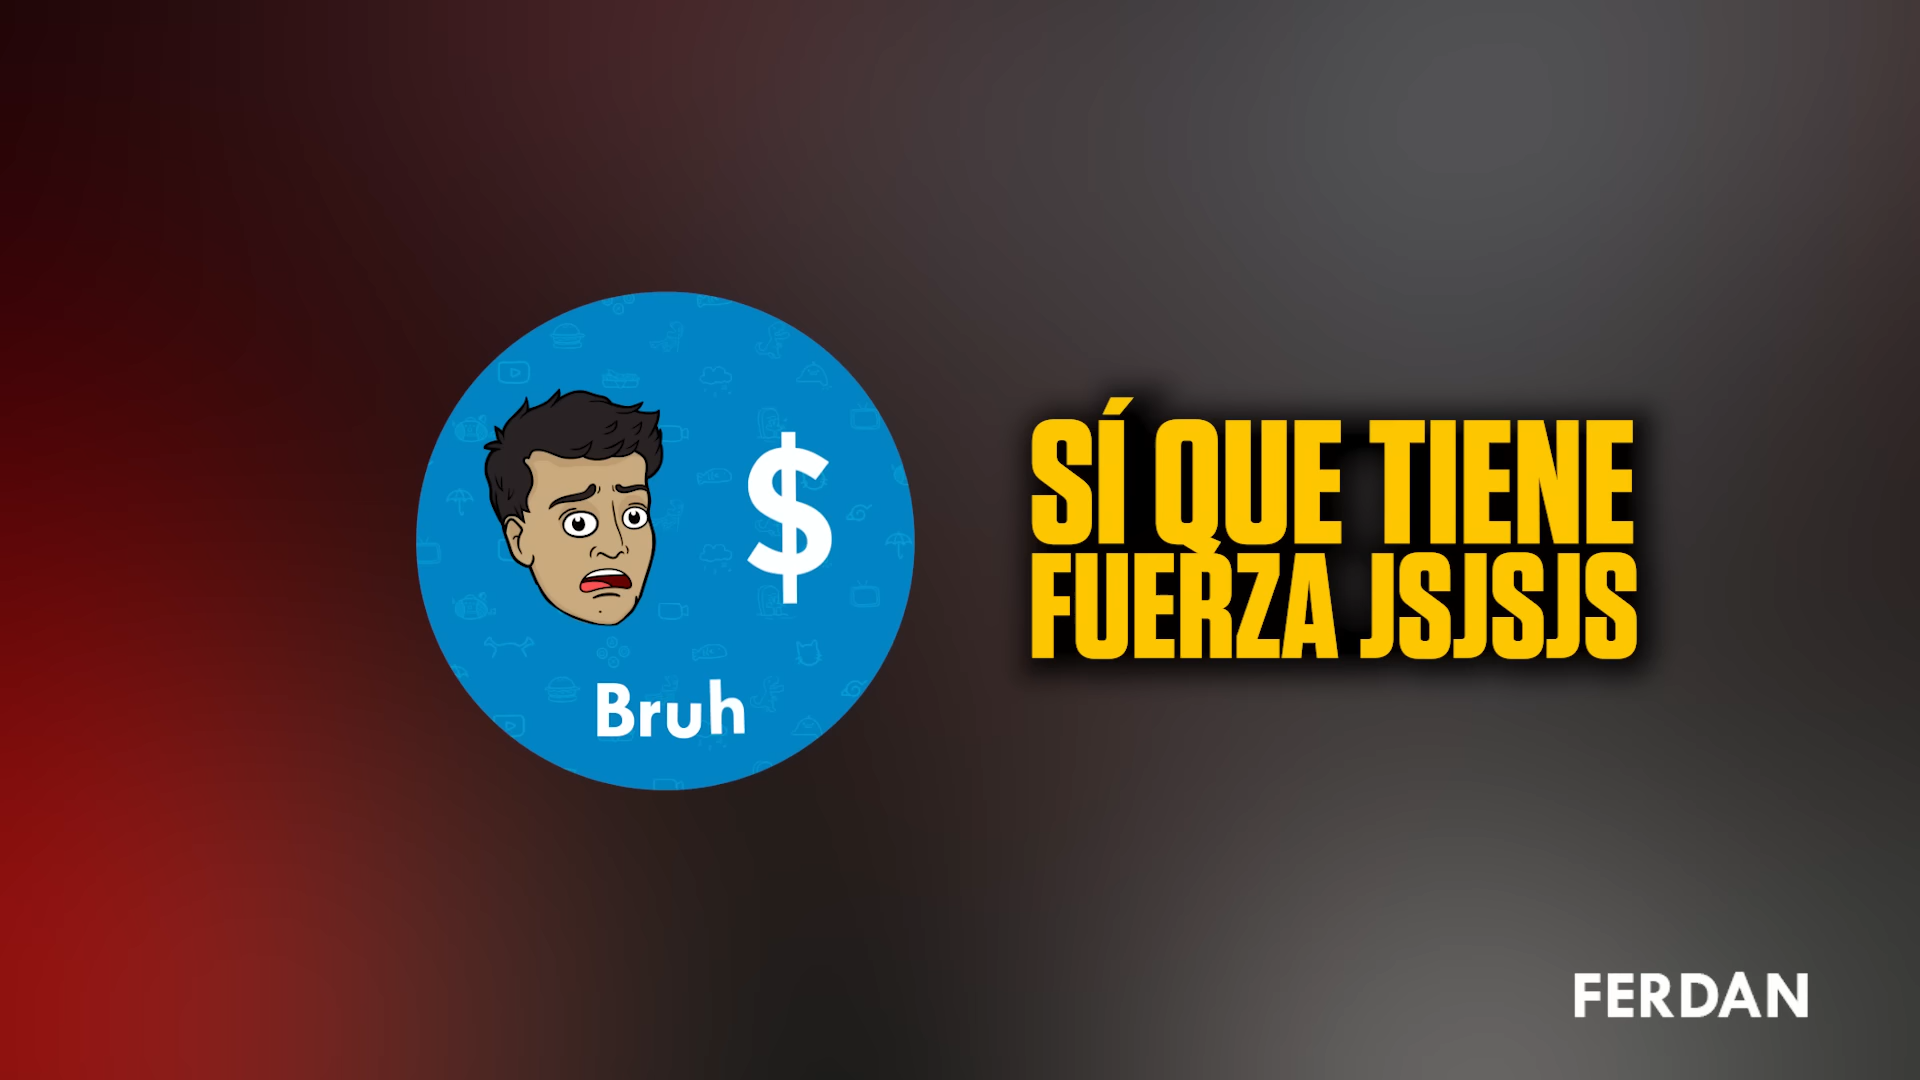 $
Bruh
SÍ QUE TIENE
FUERZA JSJSJS
FERDAN